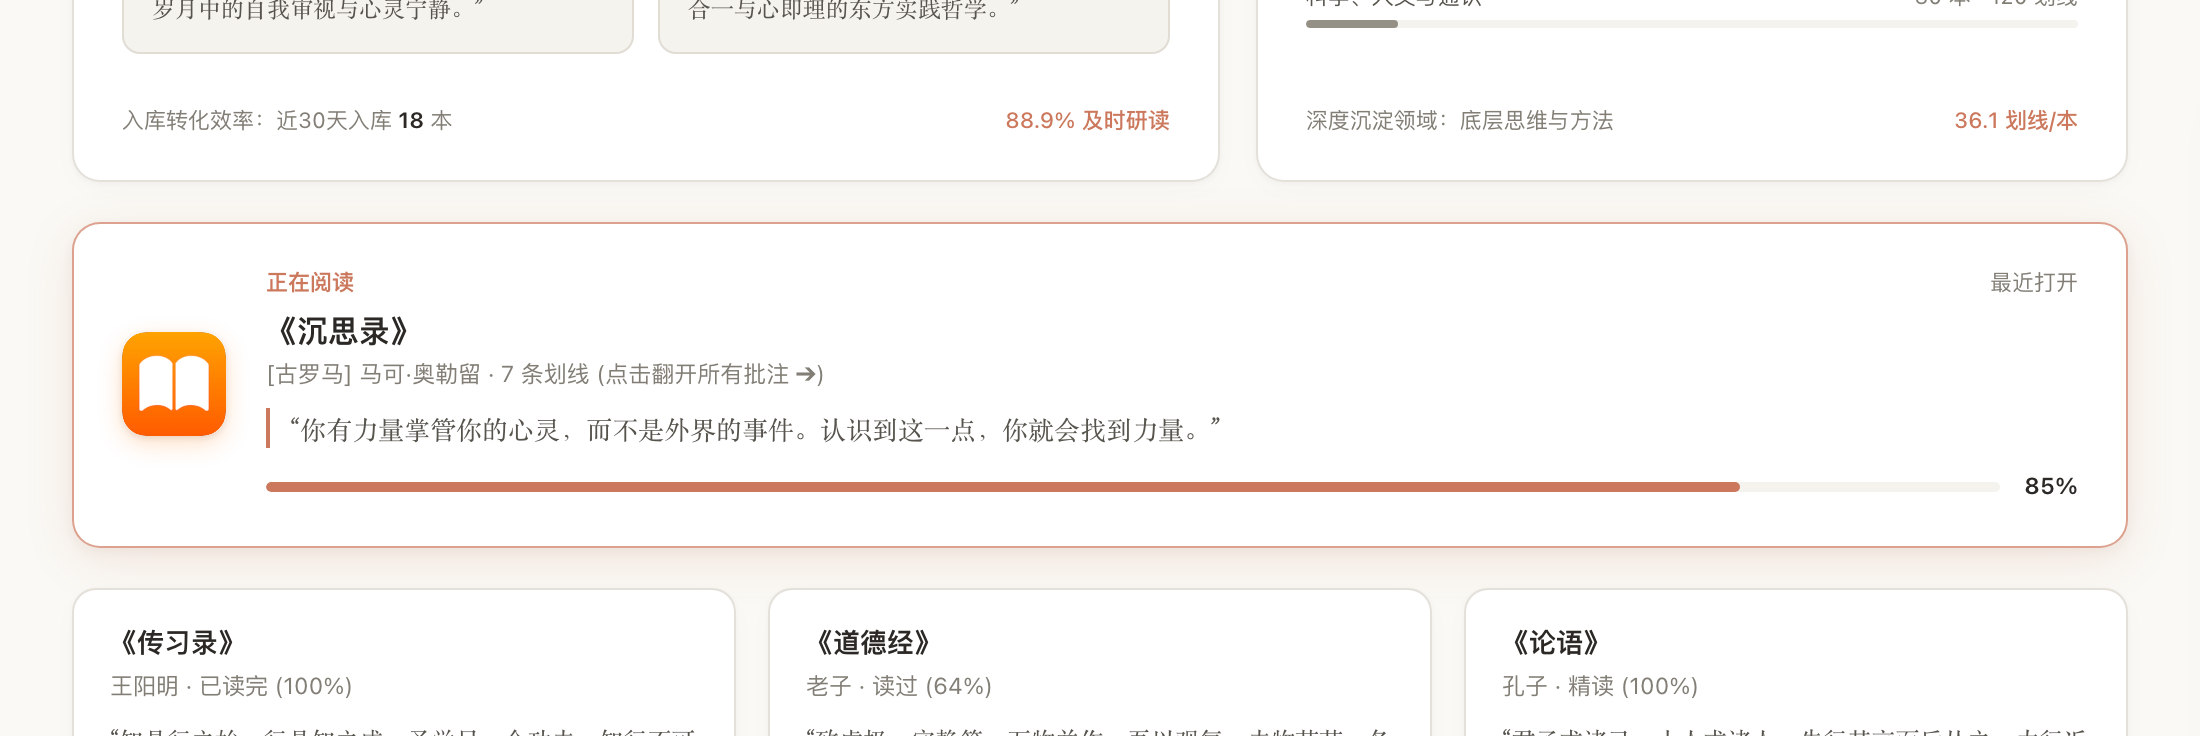 岁月中的自我审视与心灵宁静。”
合一与心即理的东方实践哲学。”
入库转化效率：近30天入库 18 本
88.9% 及时研读
深度沉淀领域：底层思维与方法
36.1 划线/本
正在阅读
最近打开
《沉思录》
[古罗马] 马可·奥勒留 · 7 条划线 (点击翻开所有批注 ➔)
“你有力量掌管你的心灵，而不是外界的事件。认识到这一点，你就会找到力量。”
85%
《传习录》
王阳明 · 已读完 (100%)
《道德经》
老子 · 读过 (64%)
《论语》
孔子 · 精读 (100%)